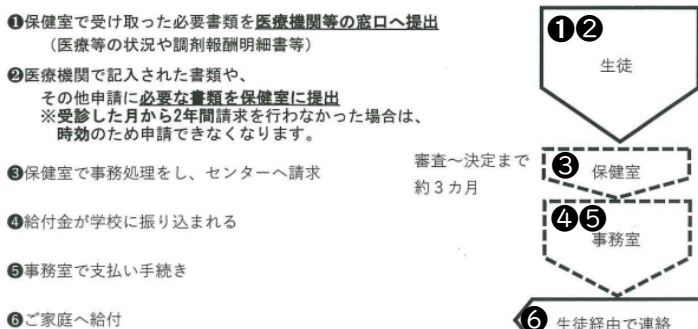 ❶保健室で受け取った必要書類を医療機関等の窓口へ提出
（医療等の状況や調剤報酬明細書等）
❷医療機関で記入された書類や、
その他申請に必要な書類を保健室に提出
※受診した月から2年間請求を行わなかった場合は、
時効のため申請できなくなります。
❸保健室で事務処理をし、センターへ請求
❹給付金が学校に振り込まれる
❺事務室で支払い手続き
❻ご家庭へ給付
❶❷
生徒
審査～決定まで
約３カ月
❸
保健室
❹❺
事務室
❻
生徒経由で連絡